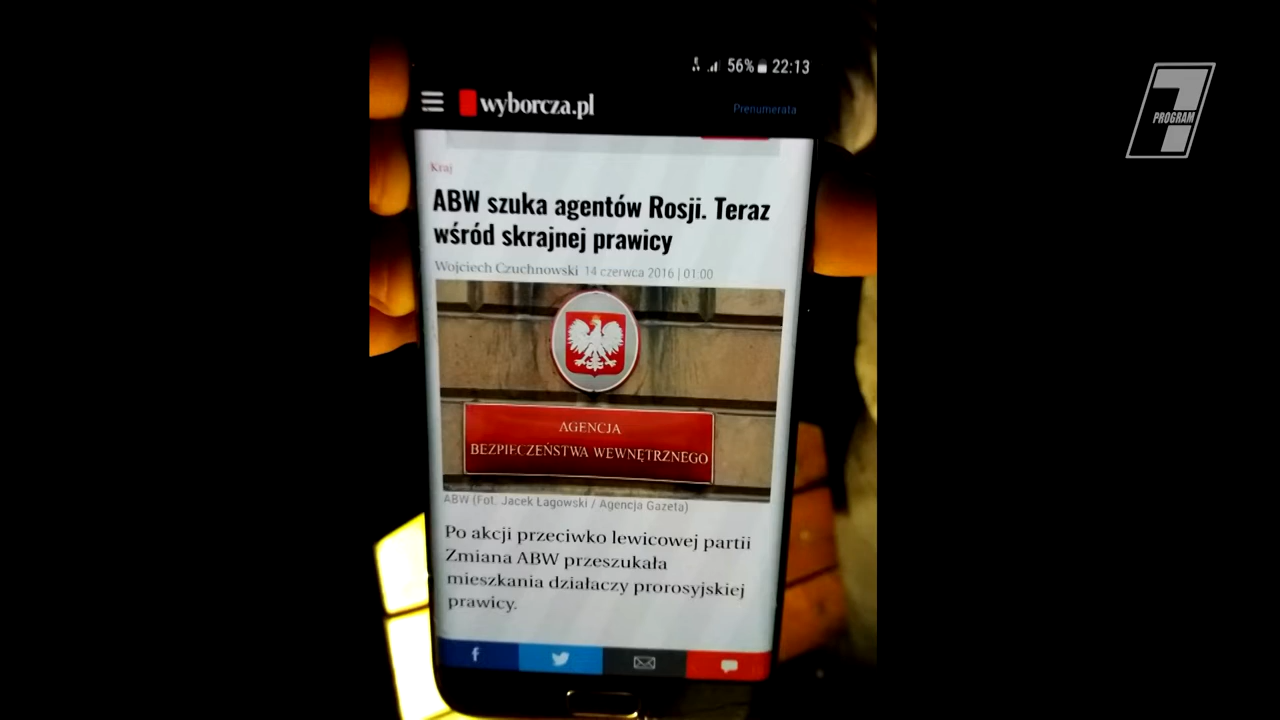 56% 22:13
wyborcza.pl
Prenumerata
PROGRAM
Kraj
ABW szuka agentów Rosji. Teraz
wśród skrajnej prawicy
Wojciech Czuchnowski 14 czerwca 2016 | 01:00
AGENCJA
BEZPIECZEŃSTWA WEWNĘTRZNEGO
ABW (Fot. Jacek Łagowski / Agencja Gazeta)
Po akcji przeciwko lewicowej partii
Zmiana ABW przeszukała
mieszkania działaczy prorosyjskiej
prawicy.